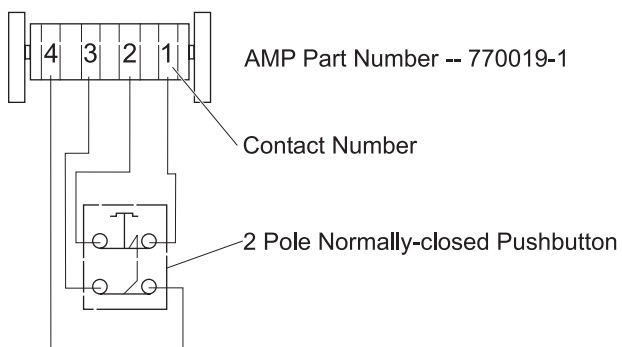 4 3 2 1
AMP Part Number -- 770019-1
Contact Number
2 Pole Normally-closed Pushbutton